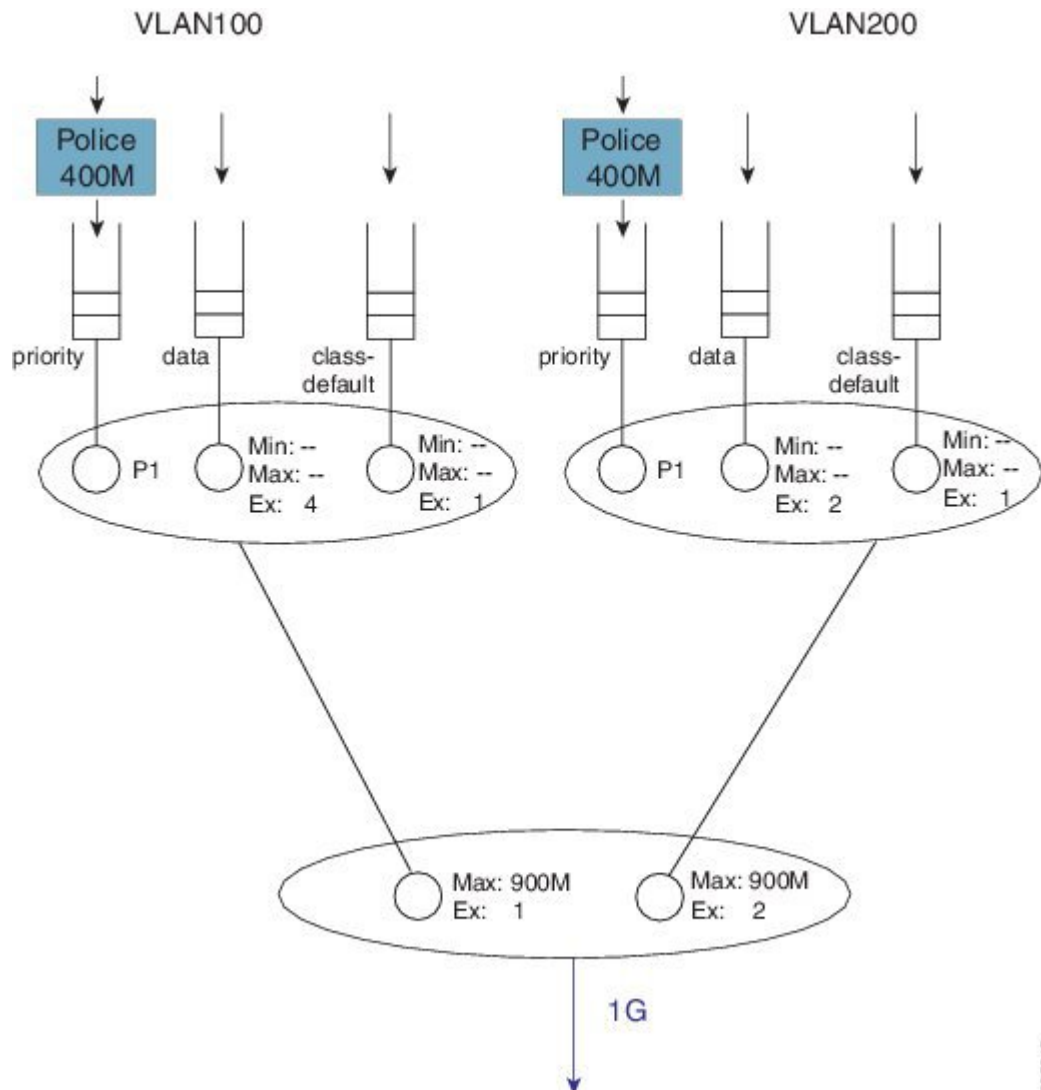 VLAN100
VLAN200
Police
400M
Police
400M
priority
data
class-
default
priority
data
class-
default
P1
Min: --
Max: --
Ex: 4
Min: --
Max: --
Ex: 1
P1
Min: --
Max: --
Ex: 2
Min: --
Max: --
Ex: 1
Max: 900M
Ex: 1
Max: 900M
Ex: 2
1G